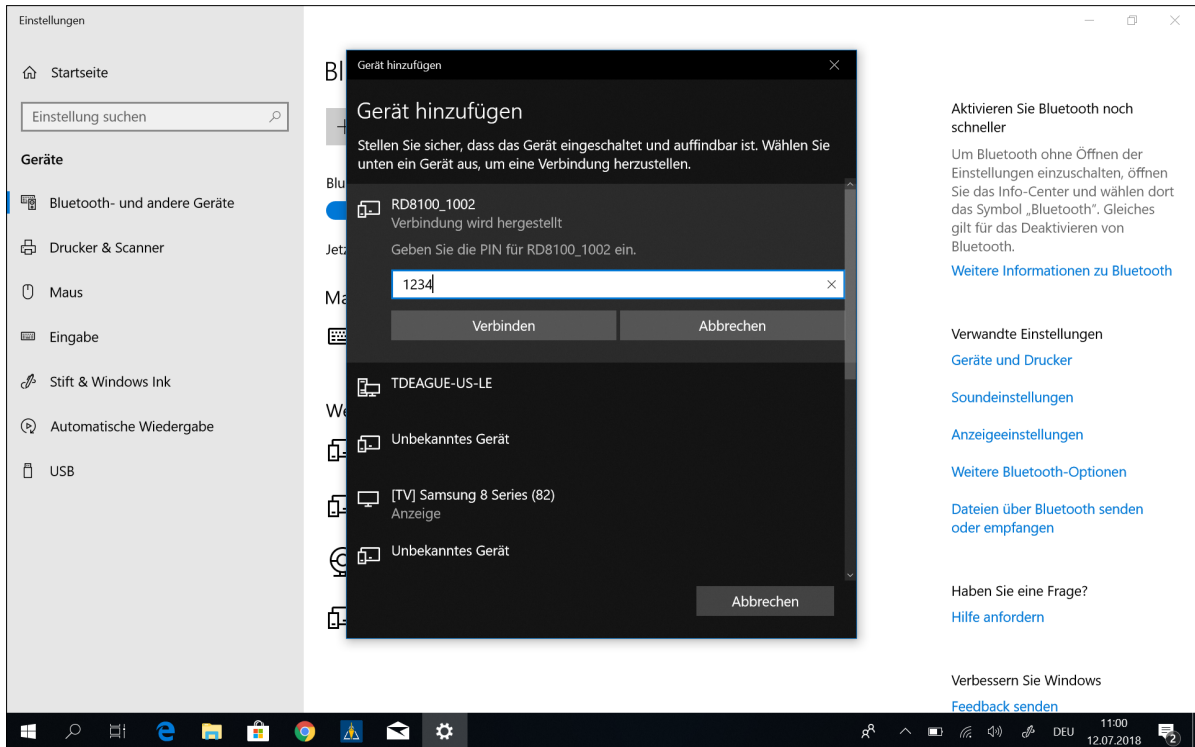 Einstellungen
Startseite
Einstellung suchen
Geräte
Bluetooth- und andere Geräte
Drucker & Scanner
Maus
Eingabe
Stift & Windows Ink
Automatische Wiedergabe
USB
Bl
Blu
Jetz
Ma
We
Gerät hinzufügen
Gerät hinzufügen
Stellen Sie sicher, dass das Gerät eingeschaltet und auffindbar ist. Wählen Sie
unten ein Gerät aus, um eine Verbindung herzustellen.
RD8100_1002
Verbindung wird hergestellt
Geben Sie die PIN für RD8100_1002 ein.
1234
Verbinden
Abbrechen
TDEAGUE-US-LE
Unbekanntes Gerät
[TV] Samsung 8 Series (82)
Anzeige
Unbekanntes Gerät
Abbrechen
Aktivieren Sie Bluetooth noch
schneller
Um Bluetooth ohne Öffnen der
Einstellungen einzuschalten, öffnen
Sie das Info-Center und wählen dort
das Symbol „Bluetooth“. Gleiches
gilt für das Deaktivieren von
Bluetooth.
Weitere Informationen zu Bluetooth
Verwandte Einstellungen
Geräte und Drucker
Soundeinstellungen
Anzeigeeinstellungen
Weitere Bluetooth-Optionen
Dateien über Bluetooth senden
oder empfangen
Haben Sie eine Frage?
Hilfe anfordern
Verbessern Sie Windows
Feedback senden
DEU
11:00
12.07.2018
2